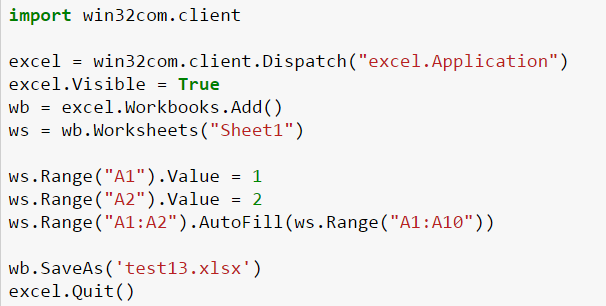 import win32com.client
excel = win32com.client.Dispatch("excel.Application")
excel.Visible = True
wb = excel.Workbooks.Add()
ws = wb.Worksheets("Sheet1")
ws.Range("A1").Value = 1
ws.Range("A2").Value = 2
ws.Range("A1:A2").AutoFill(ws.Range("A1:A10"))
wb.SaveAs('test13.xlsx')
excel.Quit()